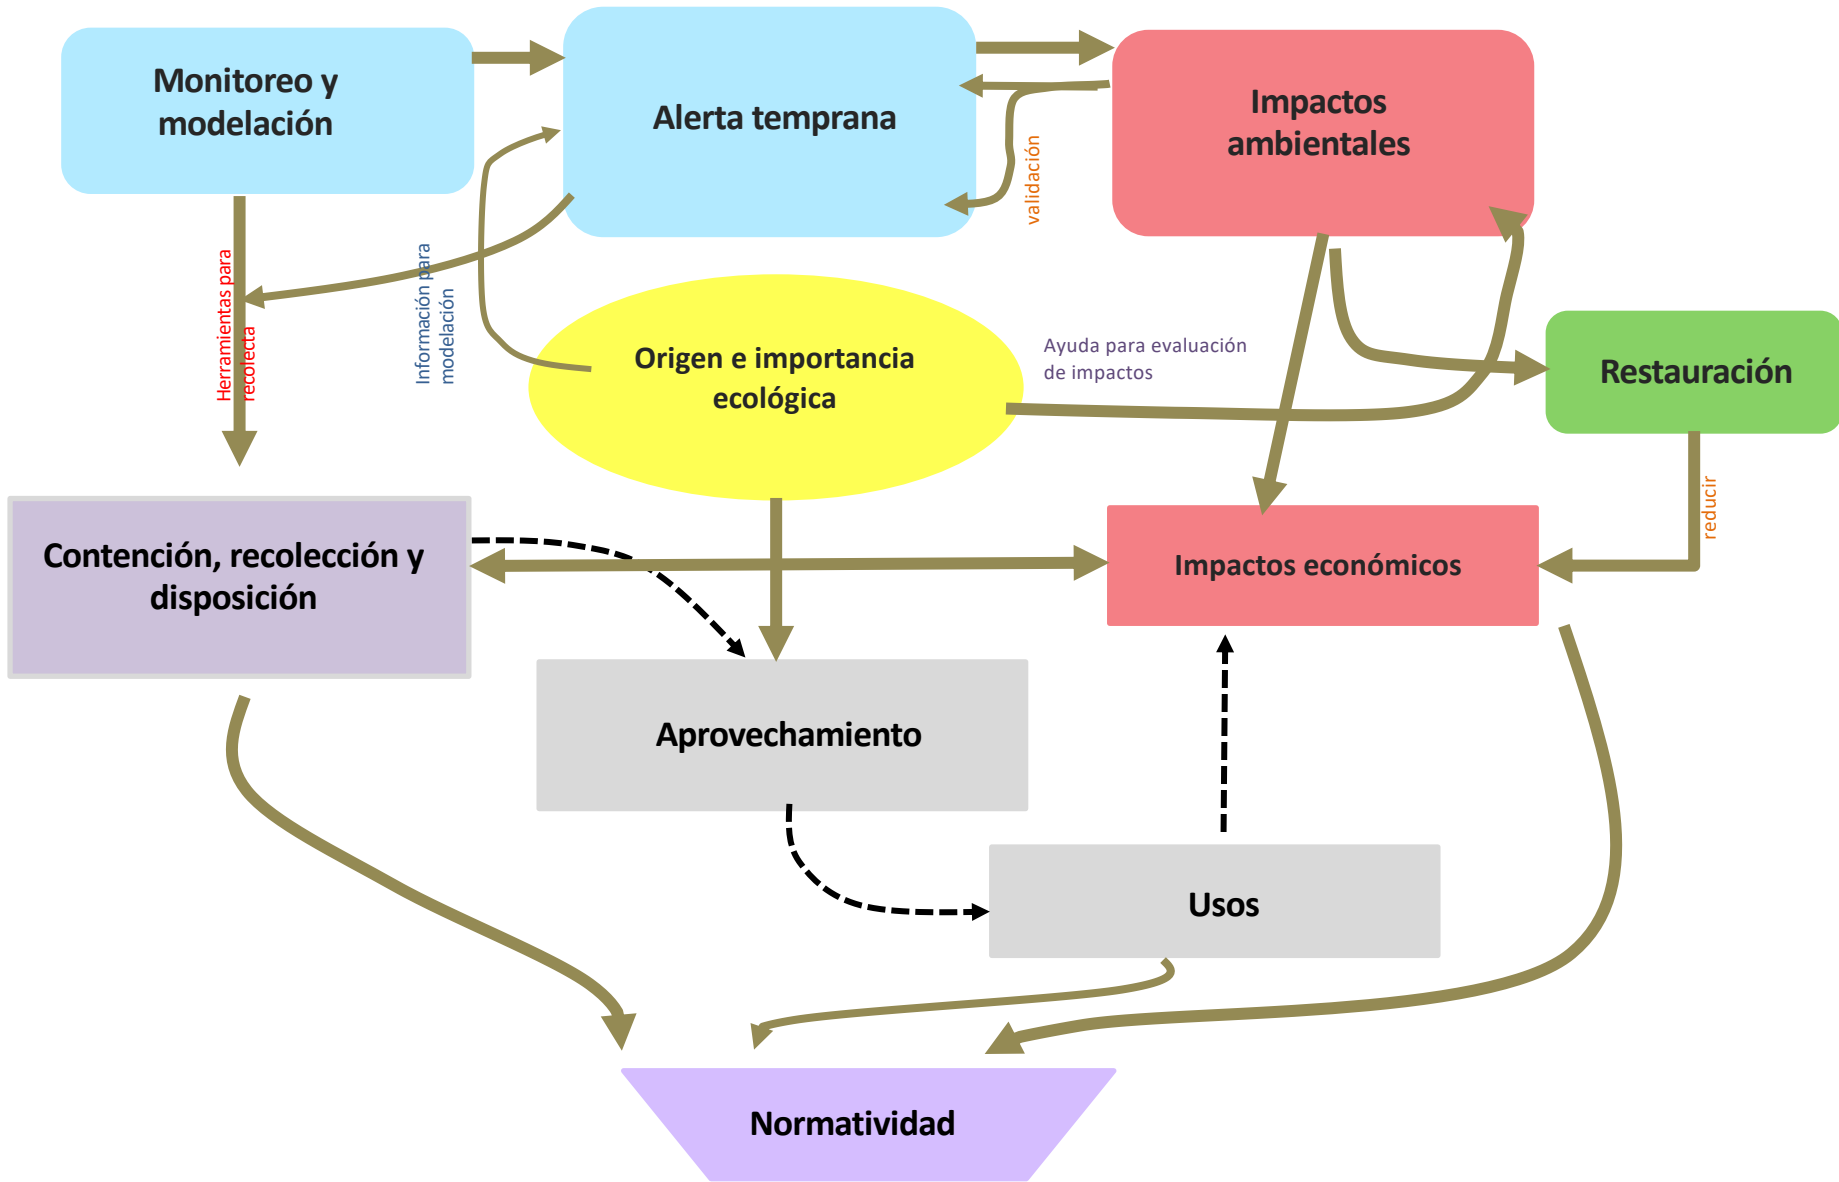 Monitoreo y
modelación
Alerta temprana
Impactos
ambientales
validación
Herramientas para
recolecta
Información para
modelación
Origen e importancia
ecológica
Ayuda para evaluación
de impactos
Restauración
reducir
Contención, recolección y
disposición
Impactos económicos
Aprovechamiento
Usos
Normatividad